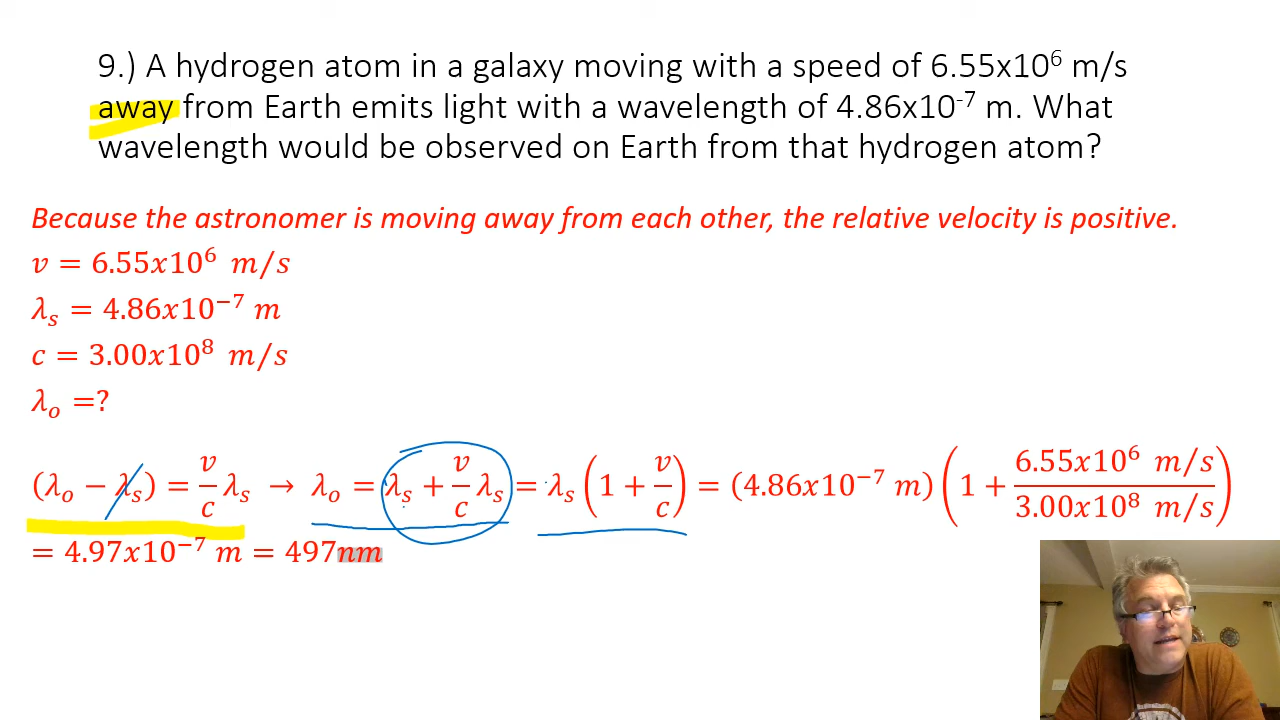 9.) A hydrogen atom in a galaxy moving with a speed of 6.55x10⁶ m/s
away from Earth emits light with a wavelength of 4.86x10⁻⁷ m. What
wavelength would be observed on Earth from that hydrogen atom?
Because the astronomer is moving away from each other, the relative velocity is positive.
v = 6.55x10⁶ m/s
λₛ = 4.86x10⁻⁷ m
c = 3.00x10⁸ m/s
λₒ =?
(λₒ − λₛ) = v/c λₛ → λₒ = λₛ + v/c λₛ = λₛ (1 + v/c) = (4.86x10⁻⁷ m) (1 + 6.55x10⁶ m/s / 3.00x10⁸ m/s)
= 4.97x10⁻⁷ m = 497nm